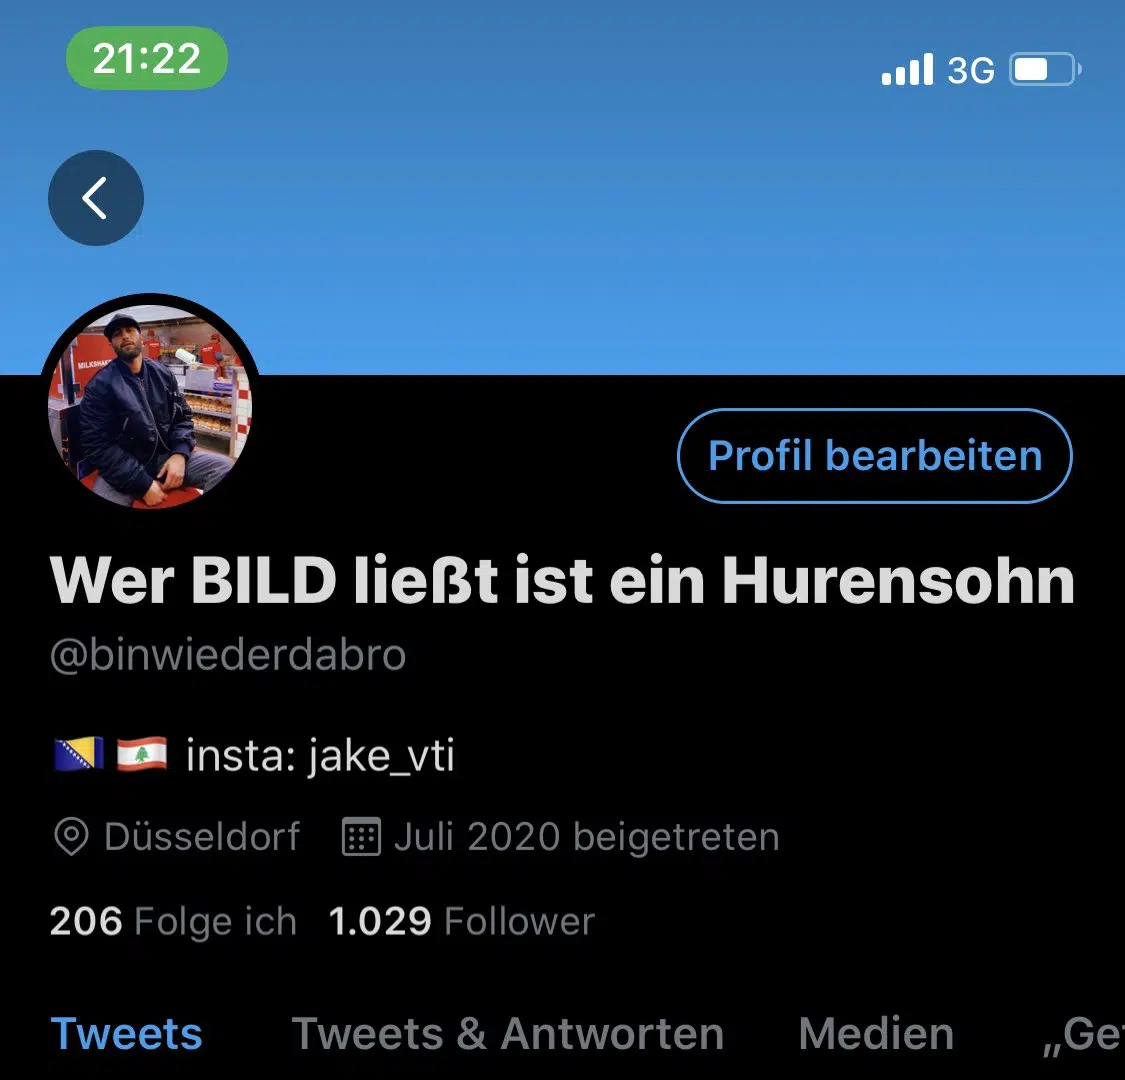 21:22
3G
MILKSHAKE
Profil bearbeiten
Wer BILD ließt ist ein Hurensohn
@binwiederdabro
insta: jake_vti
Düsseldorf Juli 2020 beigetreten
206 Folge ich 1.029 Follower
Tweets Tweets & Antworten Medien „Ge